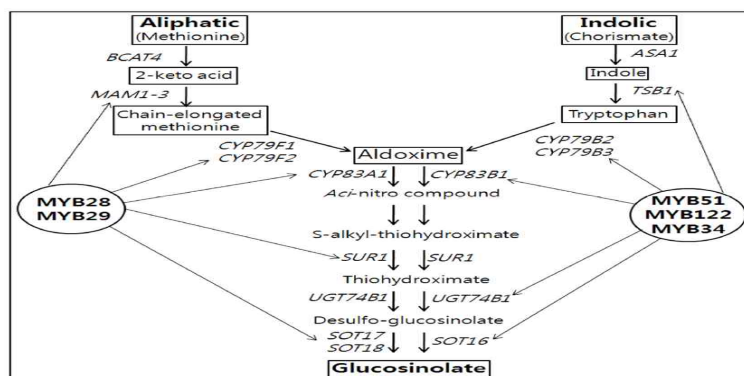 Aliphatic
(Methionine)
BCAT4
2-keto acid
MAM1-3
Chain-elongated
methionine
CYP79F1
CYP79F2
Indolic
(Chorismate)
ASA1
Indole
TSB1
Tryptophan
CYP79B2
CYP79B3
Aldoxime
CYP83A1 CYP83B1
Aci-nitro compound
S-alkyl-thiohydroximate
SUR1 SUR1
Thiohydroximate
UGT74B1 UGT74B1
Desulfo-glucosinolate
SOT17
SOT18
SOT16
Glucosinolate
MYB28
MYB29
MYB51
MYB122
MYB34